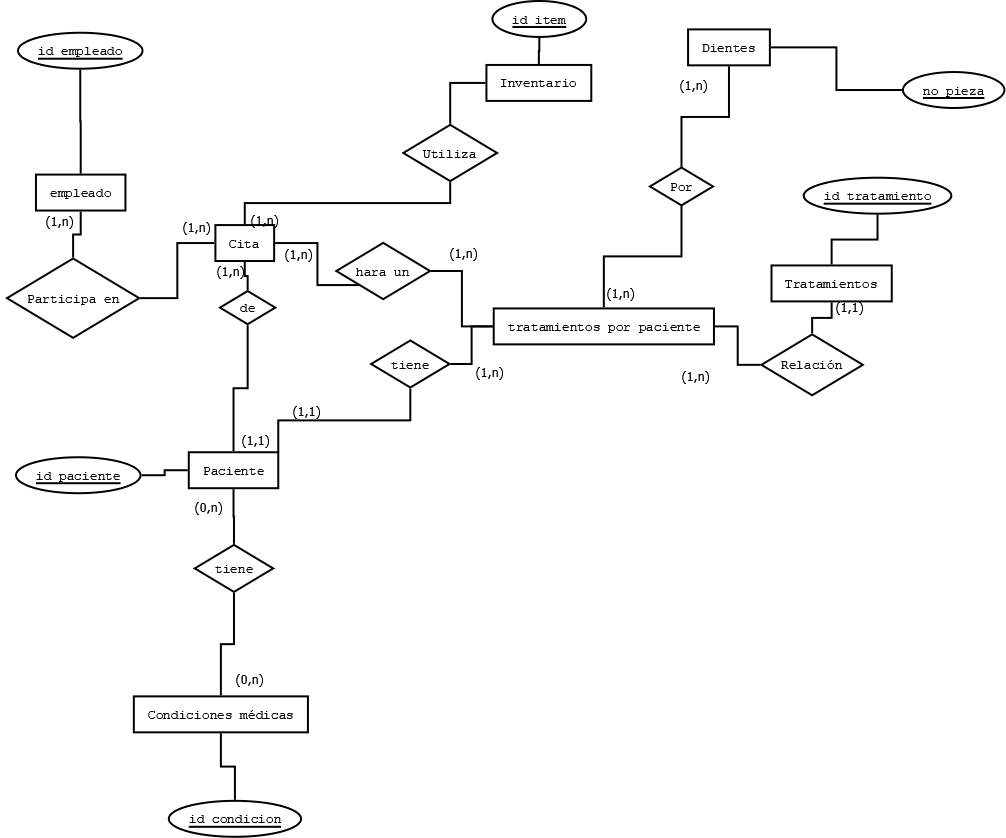 id item
id empleado
Dientes
Inventario
(1,n)
no pieza
Utiliza
Por
empleado
id tratamiento
(1,n)
(1,n)
(1,n)
Cita
(1,n)
(1,n)
(1,n)
hara un
Tratamientos
Participa en
de
(1,n)
(1,1)
tratamientos por paciente
tiene
Relación
(1,n)
(1,n)
(1,1)
(1,1)
Paciente
id paciente
(0,n)
tiene
(0,n)
Condiciones médicas
id condicion